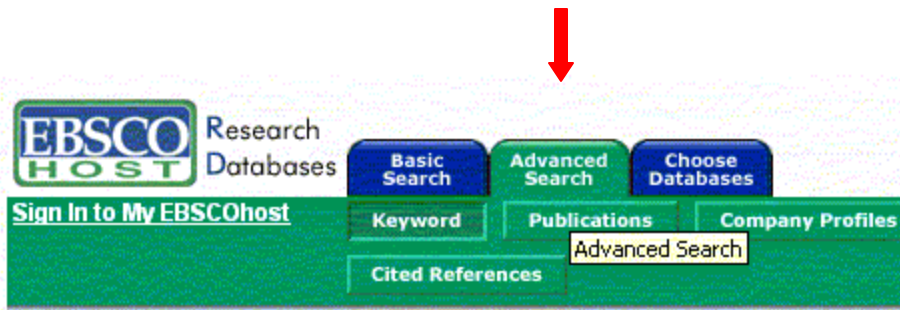 EBSCO
HOST
Research
Databases
Basic
Search
Advanced
Search
Choose
Databases
Sign In to My EBSCOhost
Keyword
Publications
Company Profiles
Advanced Search
Cited References